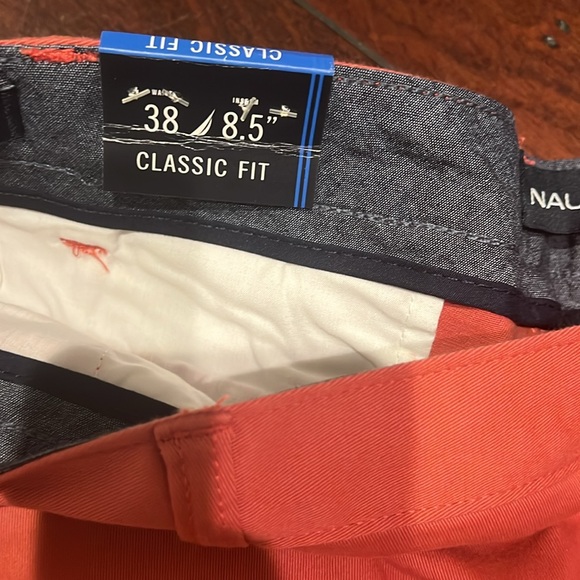 CLASSIC FIT
WAIST
INSEAM
38 8.5"
CLASSIC FIT
NAU